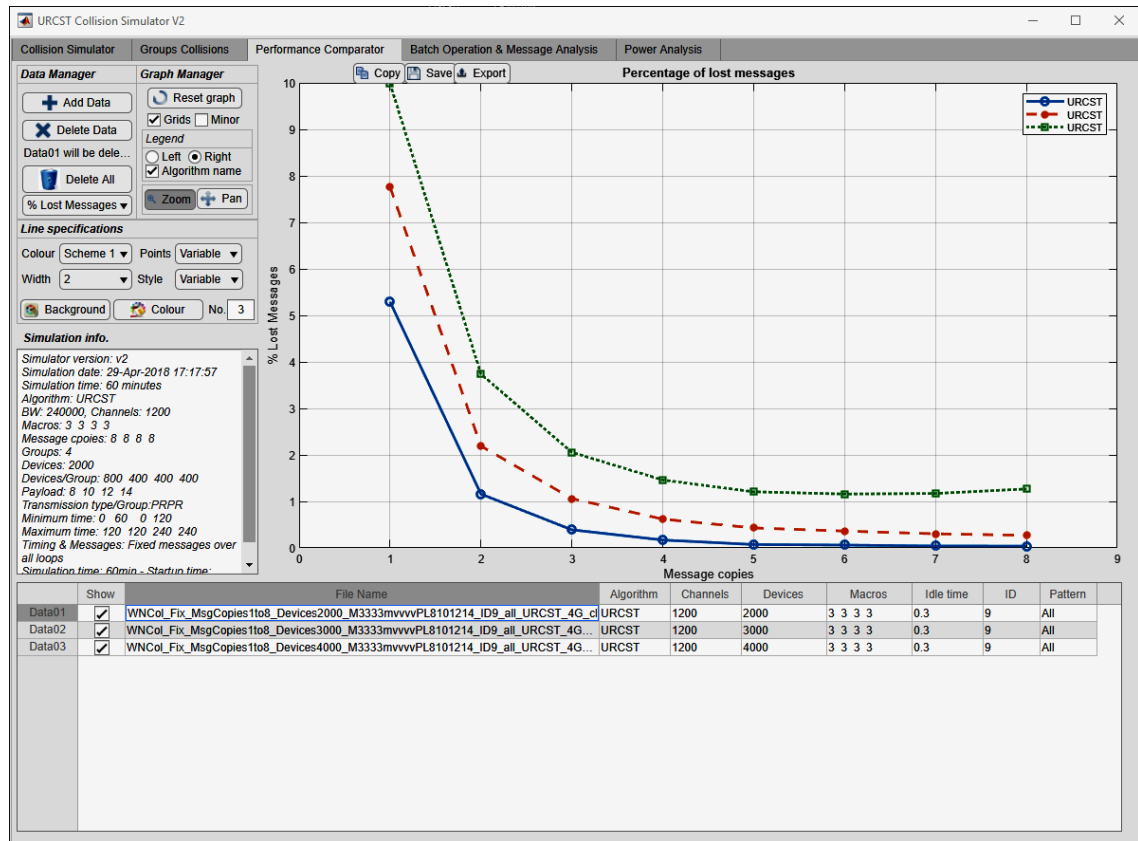 URCST Collision Simulator V2
Collision Simulator Groups Collisions Performance Comparator Batch Operation & Message Analysis Power Analysis
Data Manager
Add Data
Delete Data
Data01 will be dele...
Delete All
% Lost Messages
Graph Manager
Reset graph
Grids Minor
Legend
Left Right
Algorithm name
Zoom Pan
Line specifications
Colour Scheme 1 Points Variable
Width 2 Style Variable
Background Colour No. 3
Simulation info.
Simulator version: v2
Simulation date: 29-Apr-2018 17:17:57
Simulation time: 60 minutes
Algorithm: URCST
BW: 240000, Channels: 1200
Macros: 3 3 3 3
Message cpoies: 8 8 8 8
Groups: 4
Devices: 2000
Devices/Group: 800 400 400 400
Payload: 8 10 12 14
Transmission type/Group:PRPR
Minimum time: 0 60 0 120
Maximum time: 120 120 240 240
Timing & Messages: Fixed messages over
all loops
Simulation time: 60min - Startup time:
Copy Save Export
Percentage of lost messages
URCST
URCST
URCST
% Lost Messages
10
9
8
7
6
5
4
3
2
1
0
0 1 2 3 4 5 6 7 8 9
Message copies
Show File Name Algorithm Channels Devices Macros Idle time ID Pattern
Data01 WNCol_Fix_MsgCopies1to8_Devices2000_M3333mvvvvPL8101214_ID9_all_URCST_4G_cl URCST 1200 2000 3 3 3 3 0.3 9 All
Data02 WNCol_Fix_MsgCopies1to8_Devices3000_M3333mvvvvPL8101214_ID9_all_URCST_4G... URCST 1200 3000 3 3 3 3 0.3 9 All
Data03 WNCol_Fix_MsgCopies1to8_Devices4000_M3333mvvvvPL8101214_ID9_all_URCST_4G... URCST 1200 4000 3 3 3 3 0.3 9 All